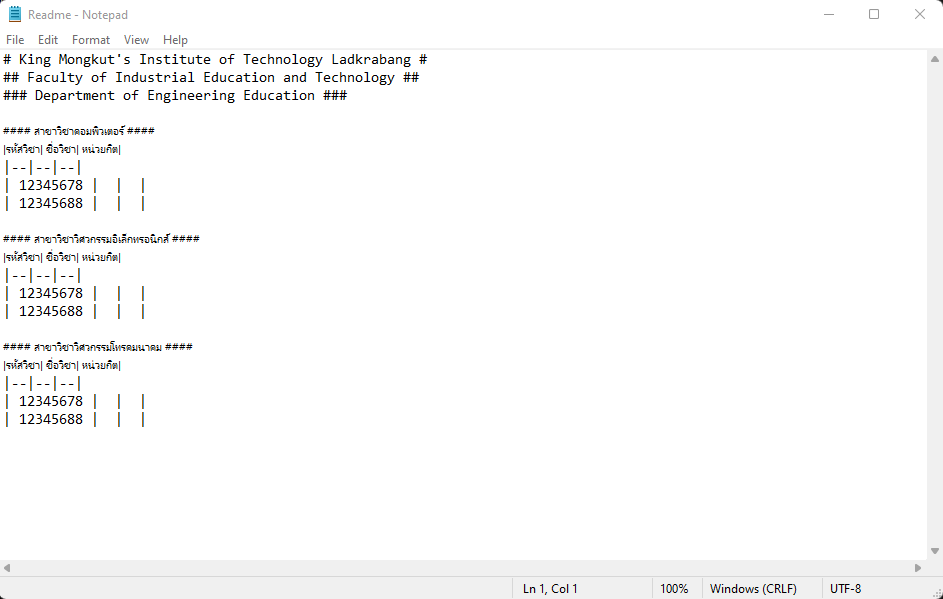 Readme - Notepad
File Edit Format View Help
# King Mongkut's Institute of Technology Ladkrabang #
## Faculty of Industrial Education and Technology ##
### Department of Engineering Education ###
#### สาขาวิชาคอมพิวเตอร์ ####
|รหัสวิชา| ชื่อวิชา| หน่วยกิต|
|--|--|--|
| 12345678 |  |  |
| 12345688 |  |  |
#### สาขาวิชาวิศวกรรมอิเล็กทรอนิกส์ ####
|รหัสวิชา| ชื่อวิชา| หน่วยกิต|
|--|--|--|
| 12345678 |  |  |
| 12345688 |  |  |
#### สาขาวิชาวิศวกรรมโทรคมนาคม ####
|รหัสวิชา| ชื่อวิชา| หน่วยกิต|
|--|--|--|
| 12345678 |  |  |
| 12345688 |  |  |
Ln 1, Col 1 100% Windows (CRLF) UTF-8